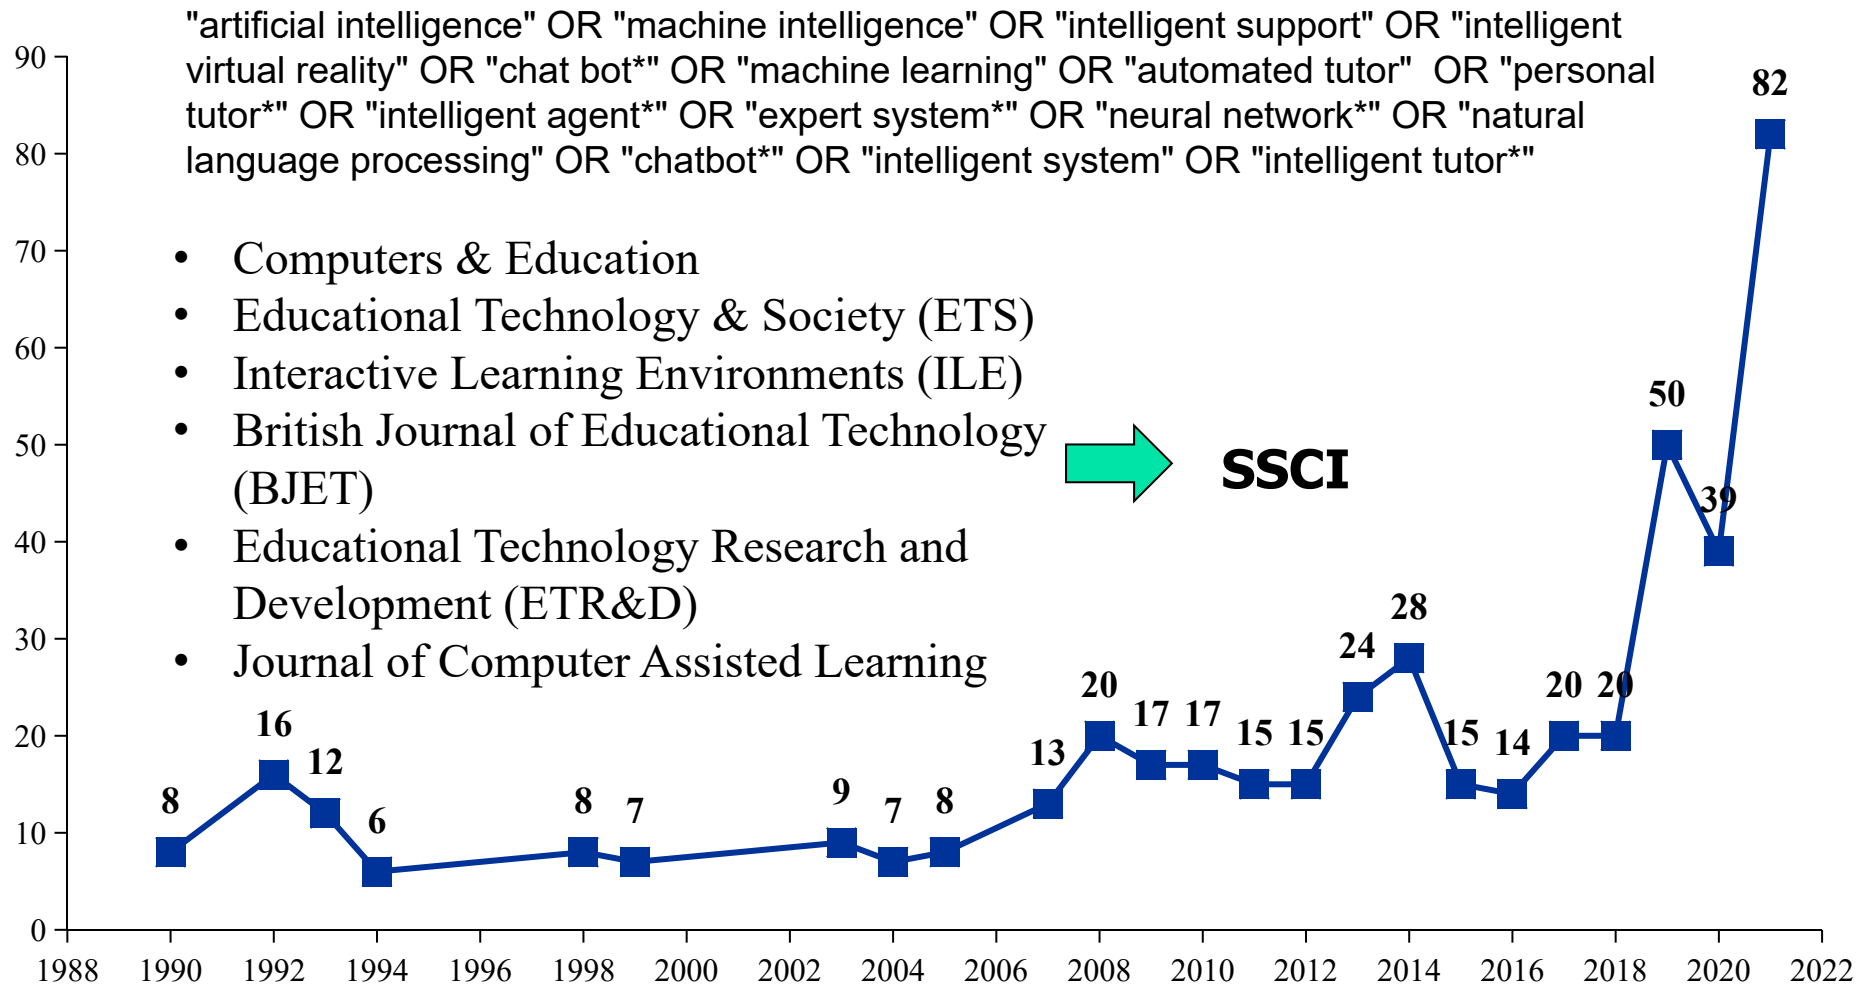 "artificial intelligence" OR "machine intelligence" OR "intelligent support" OR "intelligent
virtual reality" OR "chat bot*" OR "machine learning" OR "automated tutor"  OR "personal
tutor*" OR "intelligent agent*" OR "expert system*" OR "neural network*" OR "natural
language processing" OR "chatbot*" OR "intelligent system" OR "intelligent tutor*"
• Computers & Education
• Educational Technology & Society (ETS)
• Interactive Learning Environments (ILE)
• British Journal of Educational Technology
(BJET)
• Educational Technology Research and
Development (ETR&D)
• Journal of Computer Assisted Learning
SSCI
90
80
70
60
50
40
30
20
10
0
8
16
12
6
8
7
9
7
8
13
20
17
17
15
15
24
28
15
14
20
20
50
39
82
1988 1990 1992 1994 1996 1998 2000 2002 2004 2006 2008 2010 2012 2014 2016 2018 2020 2022